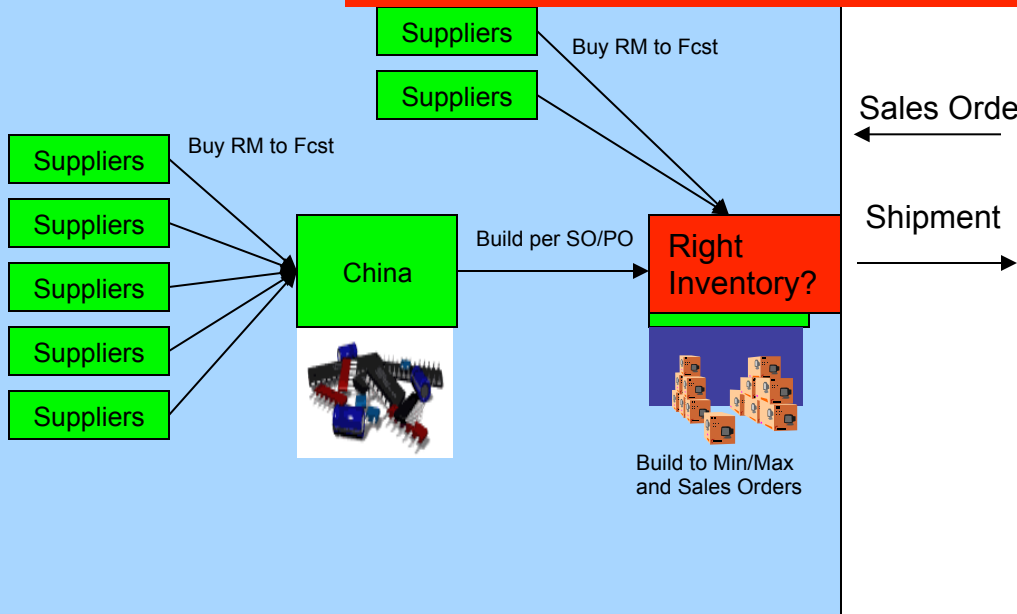 Suppliers
Buy RM to Fcst
Suppliers
Sales Orde
Buy RM to Fcst
Suppliers
Suppliers
Shipment
Build per SO/PO
Right
Inventory?
China
Suppliers
Suppliers
Suppliers
Build to Min/Max
and Sales Orders